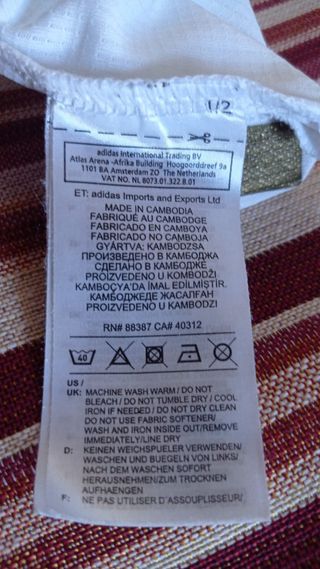 1/2
adidas International Trading BV
Atlas Arena -Afrika Building Hoogoorddreef 9a
1101 BA Amsterdam ZO The Netherlands
VAT NO. NL 8073.01.322 B.01
ET: adidas Imports and Exports Ltd
MADE IN CAMBODIA
FABRIQUÉ AU CAMBODGE
FABRICADO EN CAMBOYA
FABRICADO NO CAMBOJA
GYÁRTVA: KAMBODZSA
ПРОИЗВЕДЕНО В КАМБОДЖА
СДЕЛАНО В КАМБОДЖЕ
PROIZVEDENO U KOMBODŽI
KAMBOÇYA'DA İMAL EDİLMİŞTİR.
КАМБОДЖЕДЕ ЖАСАЛҒАН
PROIZVEDENO U KAMBODJI
RN# 88387 CA# 40312
40
US /
UK: MACHINE WASH WARM / DO NOT
BLEACH / DO NOT TUMBLE DRY / COOL
IRON IF NEEDED / DO NOT DRY CLEAN
DO NOT USE FABRIC SOFTENER/
WASH AND IRON INSIDE OUT/REMOVE
IMMEDIATELY/LINE DRY
D: KEINEN WEICHSPUELER VERWENDEN/
WASCHEN UND BUEGELN VON LINKS/
NACH DEM WASCHEN SOFORT
HERAUSNEHMEN/ZUM TROCKNEN
AUFHAENGEN
F: NE PAS UTILISER D'ASSOUPLISSEUR/